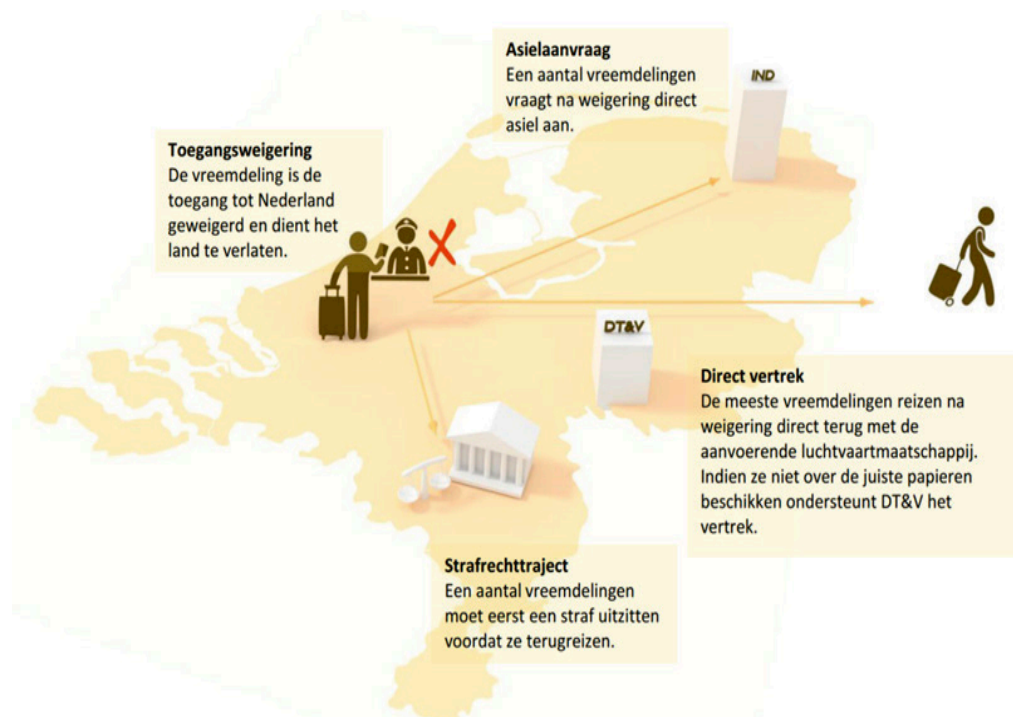 Asielaanvraag
Een aantal vreemdelingen
vraagt na weigering direct
asiel aan.
IND
Toegangsweigering
De vreemdeling is de
toegang tot Nederland
geweigerd en dient het
land te verlaten.
DT&V
Direct vertrek
De meeste vreemdelingen reizen na
weigering direct terug met de
aanvoerende luchtvaartmaatschappij.
Indien ze niet over de juiste papieren
beschikken ondersteunt DT&V het
vertrek.
Strafrechttraject
Een aantal vreemdelingen
moet eerst een straf uitzitten
voordat ze terugreizen.